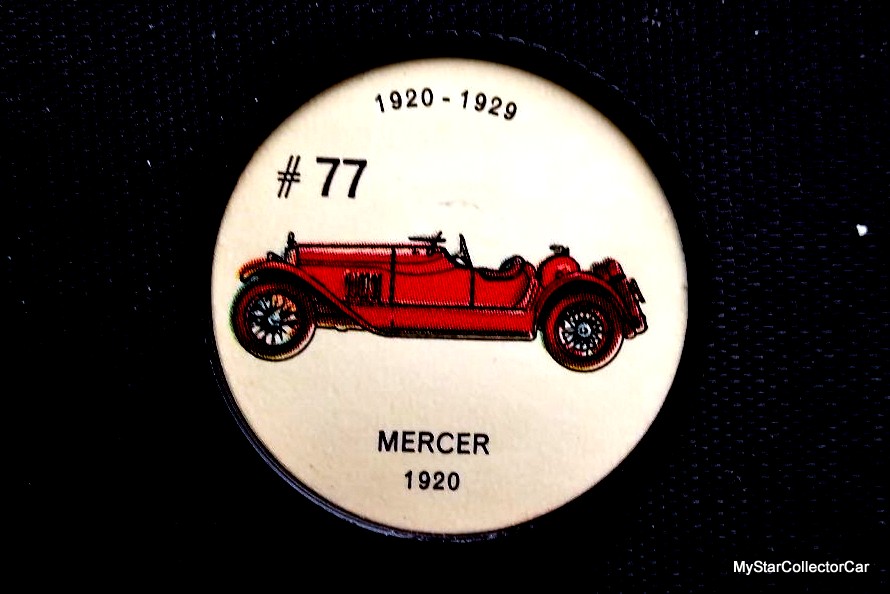 1920 - 1929
# 77
MERCER
1920
MyStarCollectorCar